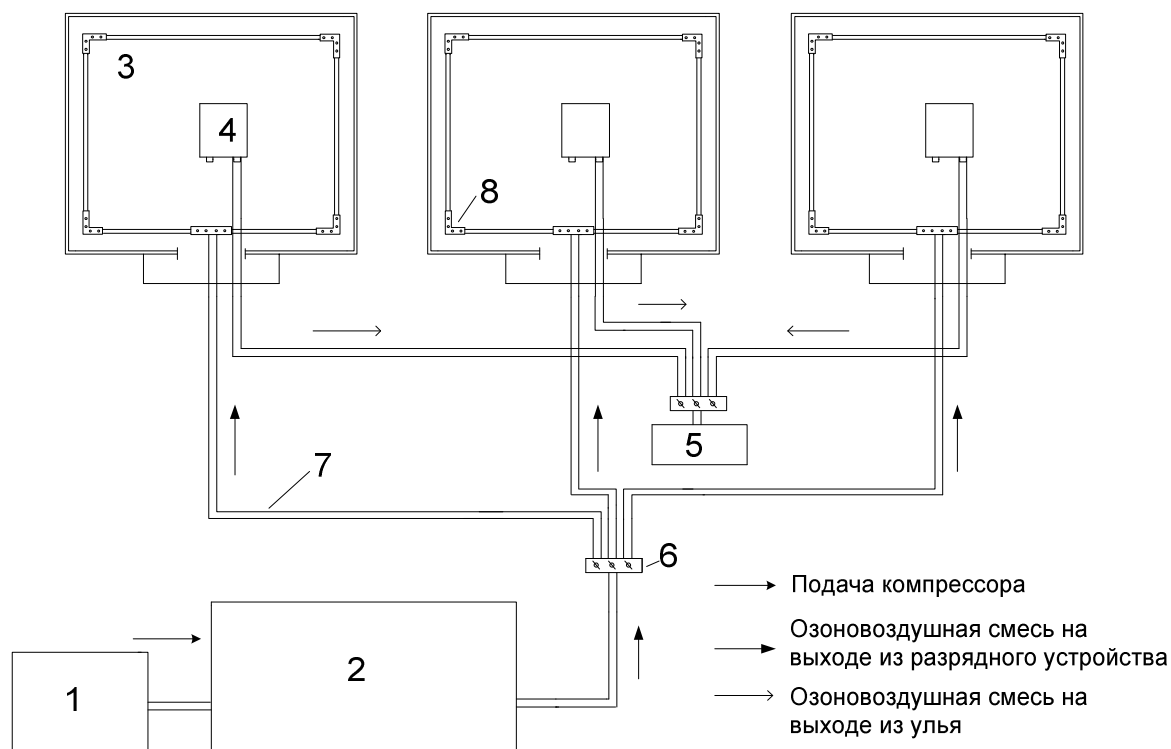 3
4
8
5
7
6
1
2
Подача компрессора
Озоновоздушная смесь на
выходе из разрядного устройства
Озоновоздушная смесь на
выходе из улья